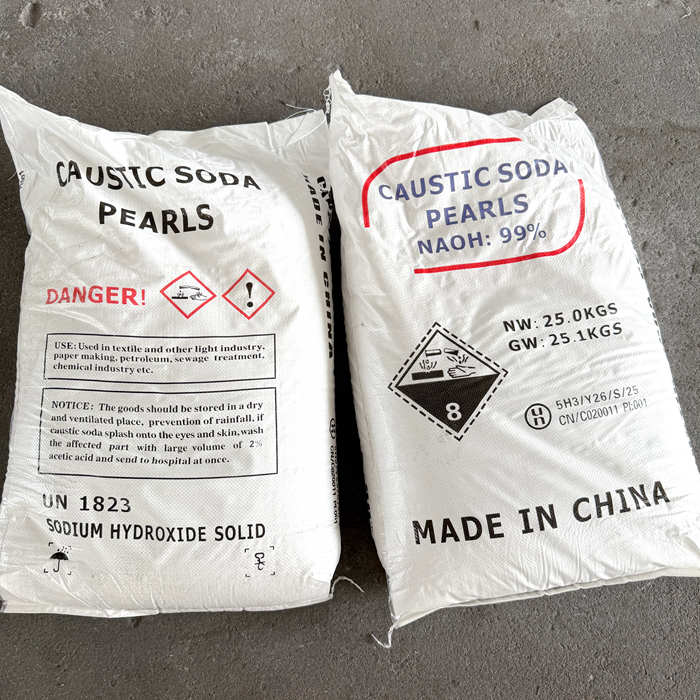 CAUSTIC SODA
PEARLS
DANGER!
USE: Used in textile and other light industry,
paper making, petroleum, sewage treatment,
chemical industry etc.
NOTICE: The goods should be stored in a dry
and ventilated place, prevention of rainfall, if
caustic soda splash onto the eyes and skin, wash
the affected part with large volume of 2%
acetic acid and send to hospital at once.
UN 1823
SODIUM HYDROXIDE SOLID
MADE IN CHINA
CAUSTIC SODA
PEARLS
NAOH: 99%
NW: 25.0KGS
GW: 25.1KGS
8
5H3/Y26/S/25
CN/C020011 PI:001
MADE IN CHINA